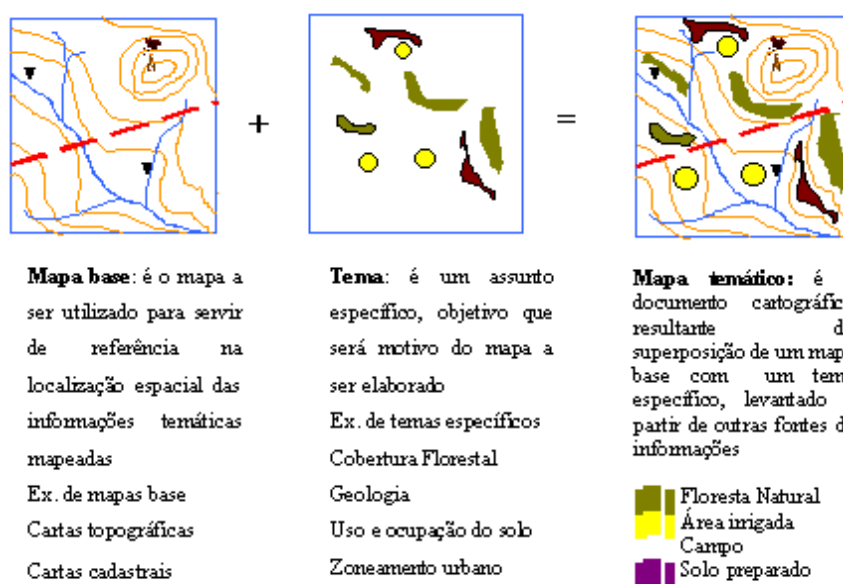 +
=
Mapa base: é o mapa a
ser utilizado para servir
de referência na
localização espacial das
informações temáticas
mapeadas
Ex. de mapas base
Cartas topográficas
Cartas cadastrais
Tema: é um assunto
específico, objetivo que
será motivo do mapa a
ser elaborado
Ex. de temas específicos
Cobertura Florestal
Geologia
Uso e ocupação do solo
Zoneamento urbano
Mapa temático: é
documento
resultante
superposição de um
base com um
específico, levantado
partir de outras fontes
informações
Floresta Natural
Área irrigada
Campo
Solo preparado